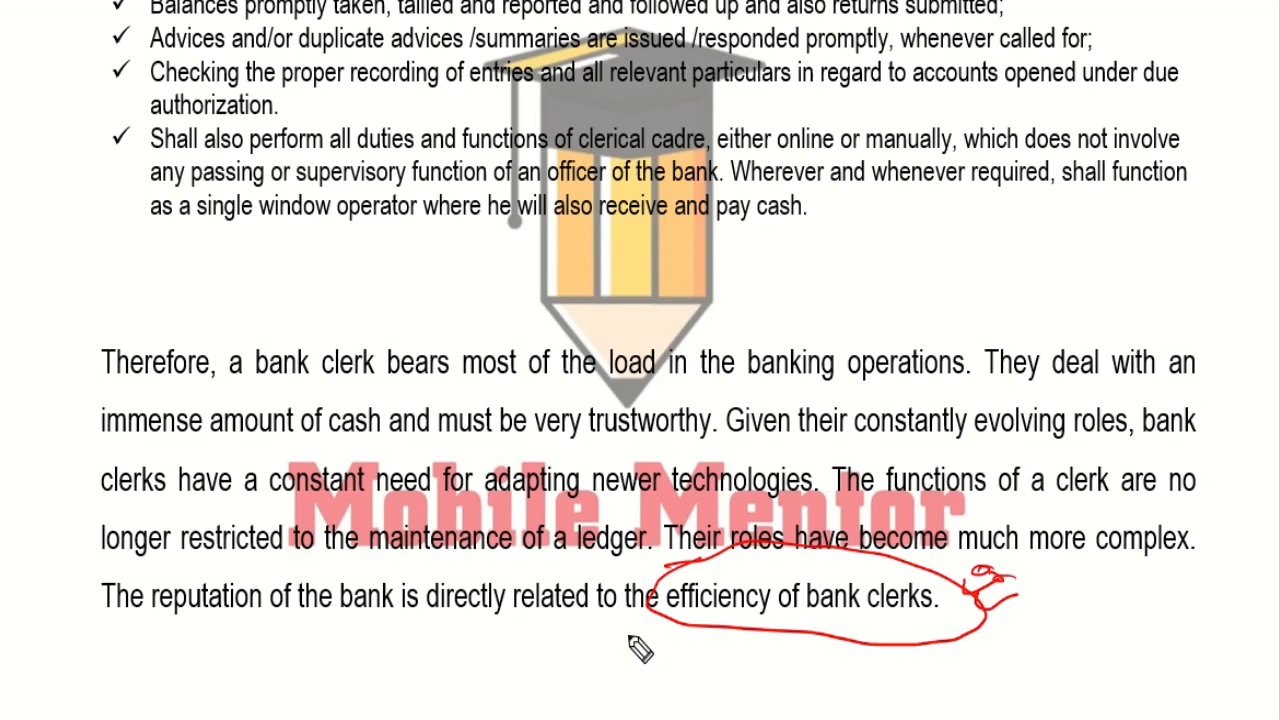 Balances promptly taken, tallied and reported and followed up and also returns submitted;
✓ Advices and/or duplicate advices /summaries are issued /responded promptly, whenever called for;
✓ Checking the proper recording of entries and all relevant particulars in regard to accounts opened under due
authorization.
✓ Shall also perform all duties and functions of clerical cadre, either online or manually, which does not involve
any passing or supervisory function of an officer of the bank. Wherever and whenever required, shall function
as a single window operator where he will also receive and pay cash.
Therefore, a bank clerk bears most of the load in the banking operations. They deal with an
immense amount of cash and must be very trustworthy. Given their constantly evolving roles, bank
clerks have a constant need for adapting newer technologies. The functions of a clerk are no
Mobile Mentor
longer restricted to the maintenance of a ledger. Their roles have become much more complex.
The reputation of the bank is directly related to the efficiency of bank clerks.